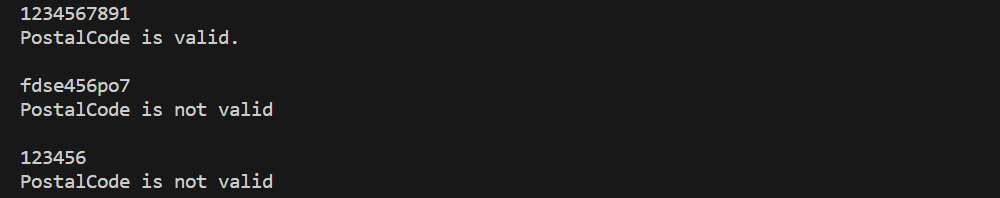 1234567891
PostalCode is valid.
fdse456po7
PostalCode is not valid
123456
PostalCode is not valid